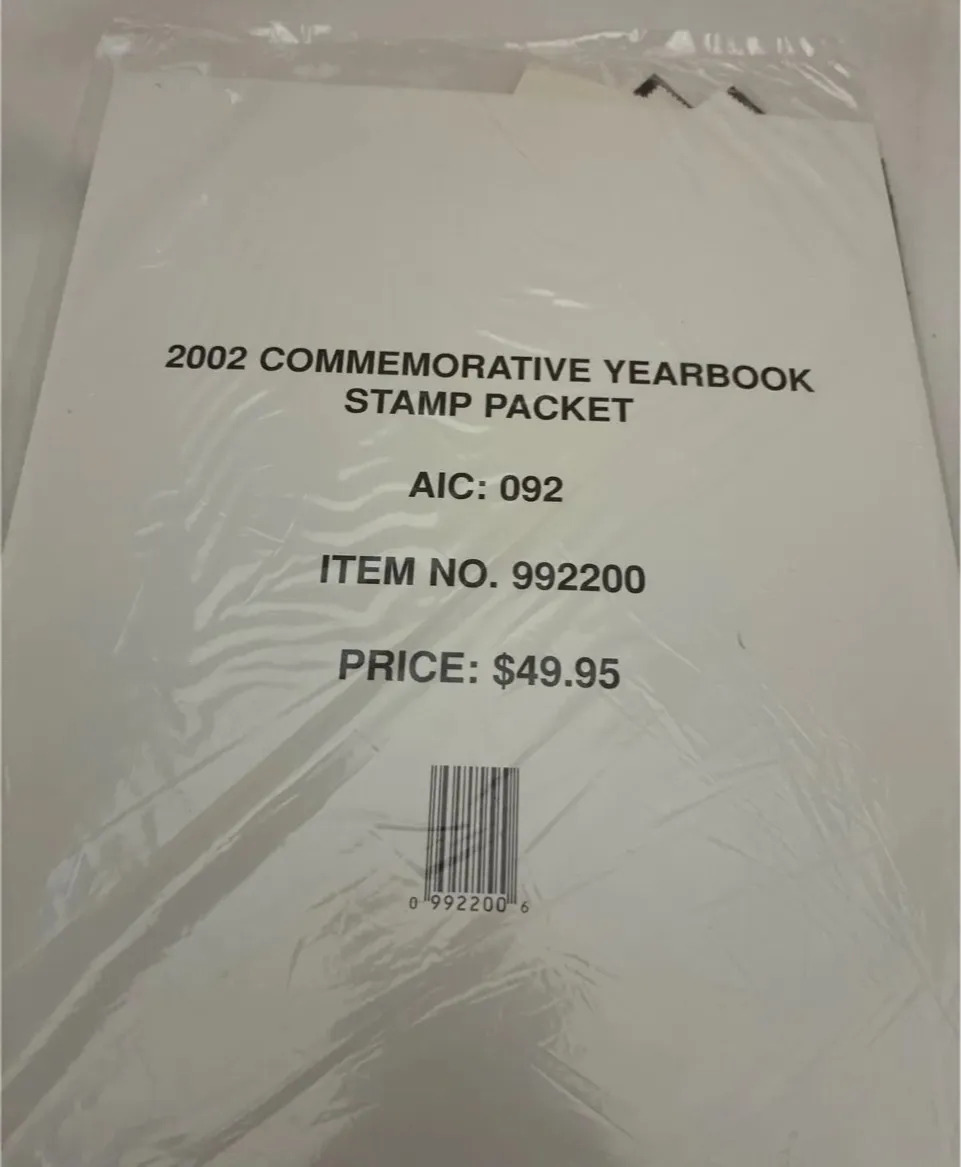 2002 COMMEMORATIVE YEARBOOK
STAMP PACKET
AIC: 092
ITEM NO. 992200
PRICE: $49.95
0 992200 6